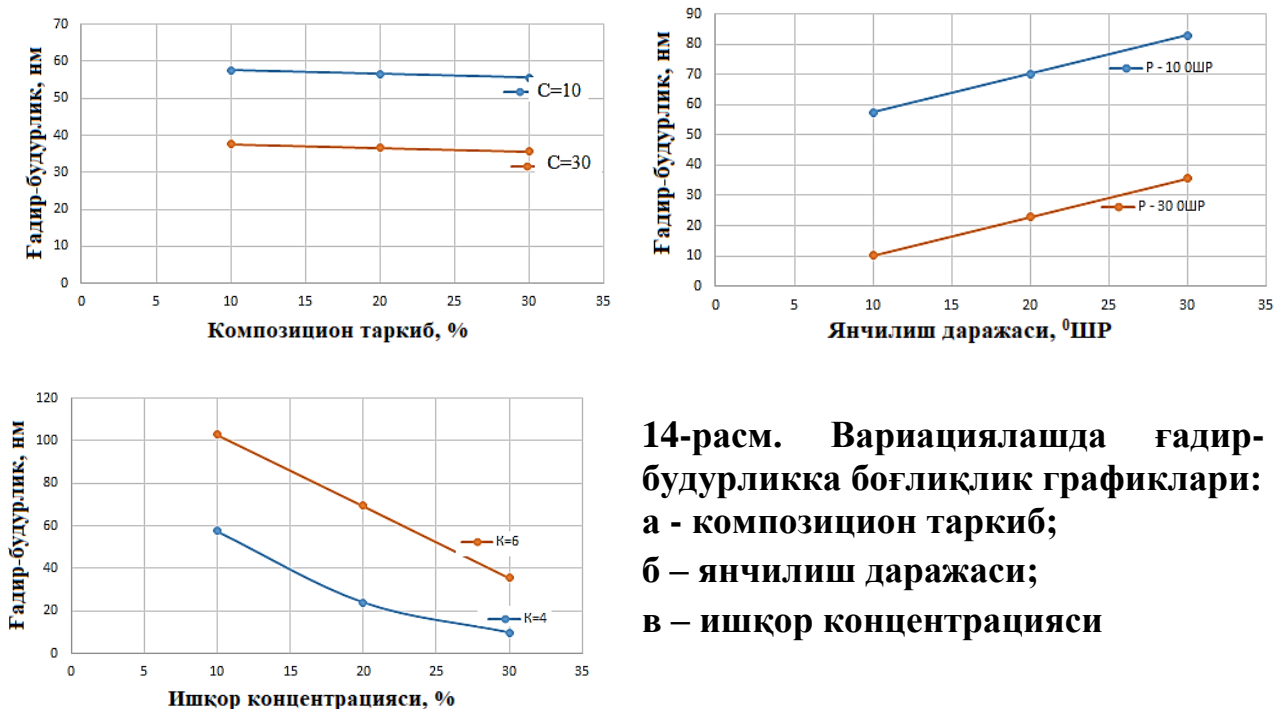 70
60
50
40
30
20
10
0
Ғадир-будурлик, нм
C=10
C=30
0 5 10 15 20 25 30 35
Композицион таркиб, %
90
80
70
60
50
40
30
20
10
0
Ғадир-будурлик, нм
Р - 10 0ШР
Р - 30 0ШР
0 5 10 15 20 25 30 35
Янчилиш даражаси, ⁰ШР
120
100
80
60
40
20
0
Ғадир-будурлик, нм
К=6
К=4
0 5 10 15 20 25 30 35
Ишқор концентрацияси, %
14-расм. Вариациялашда ғадир-
будурликка боғлиқлик графиклари:
а - композицион таркиб;
б – янчилиш даражаси;
в – ишқор концентрацияси